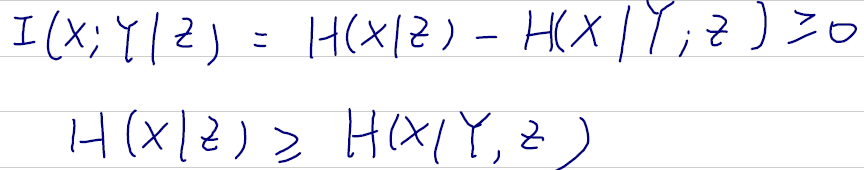 I(X;Y|Z) = H(X|Z) - H(X|Y;Z) ≥0
H(X|Z) ≥ H(X|Y,Z)